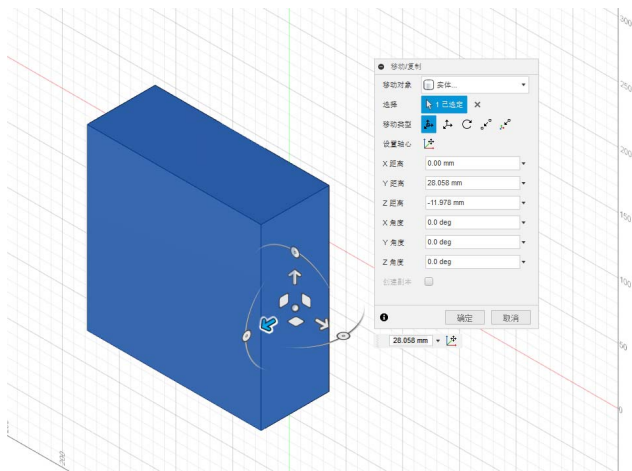 移动/复制
移动对象 实体...
选择 1 已选定 ×
移动类型
设置轴心
X 距离 0.00 mm
Y 距离 28.058 mm
Z 距离 -11.978 mm
X 角度 0.0 deg
Y 角度 0.0 deg
Z 角度 0.0 deg
创建副本
确定 取消
28.058 mm
300
250
200
150
100
50
0